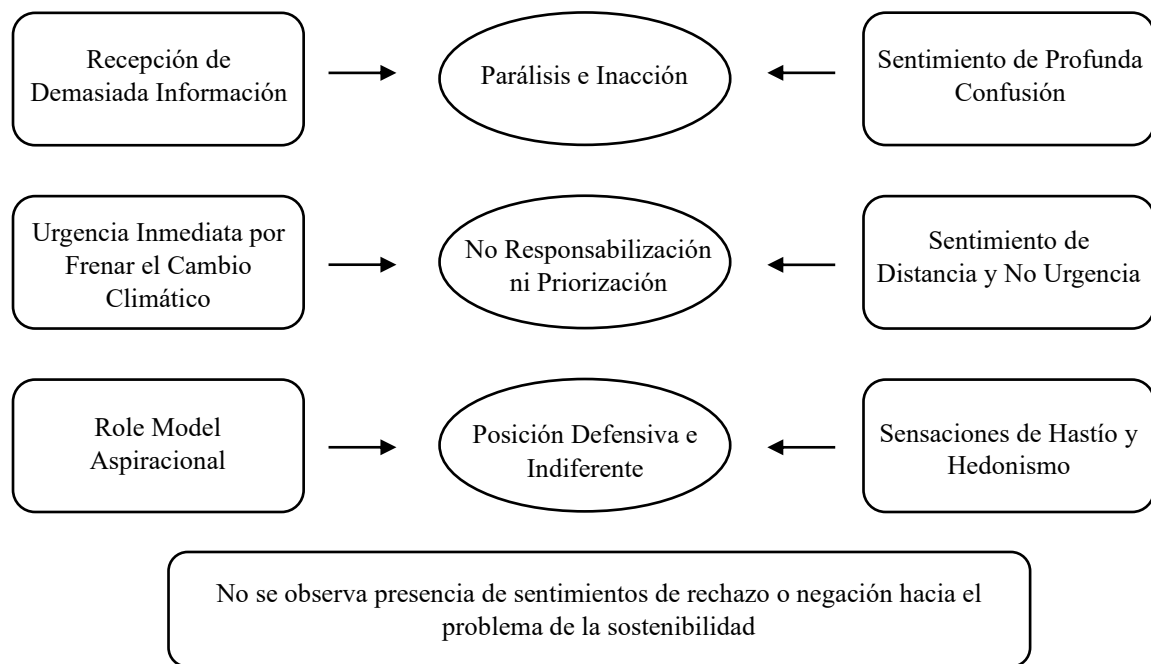 Recepción de
Demasiada Información
Parálisis e Inacción
Sentimiento de Profunda
Confusión
Urgencia Inmediata por
Frenar el Cambio
Climático
No Responsabilización
ni Priorización
Sentimiento de
Distancia y No Urgencia
Role Model
Aspiracional
Posición Defensiva e
Indiferente
Sensaciones de Hastío y
Hedonismo
No se observa presencia de sentimientos de rechazo o negación hacia el
problema de la sostenibilidad